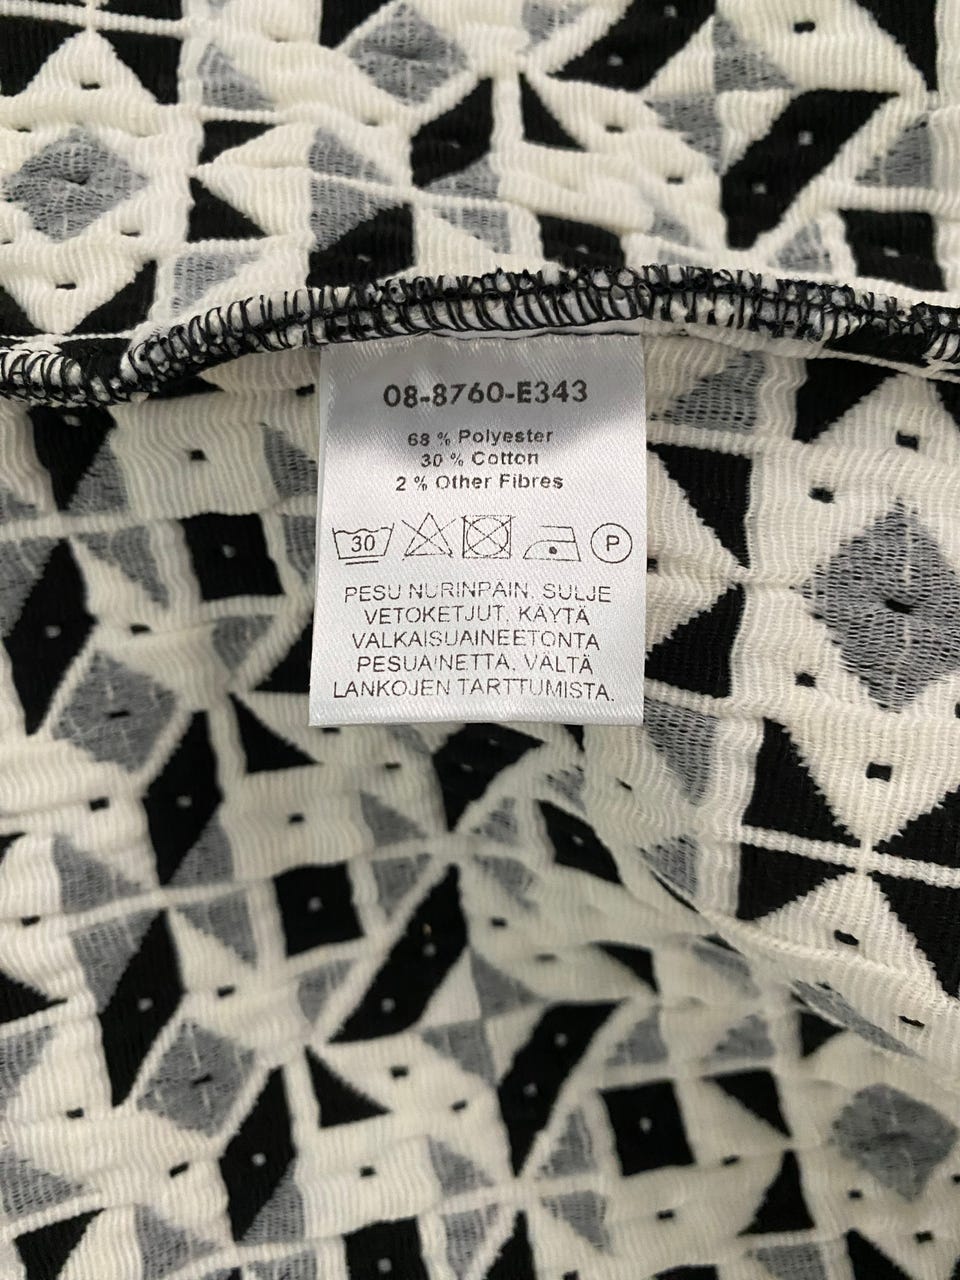 08-8760-E343
68 % Polyester
30 % Cotton
2 % Other Fibres
30 P
PESU NURINPAIN, SULJE
VETOKETJUT, KÄYTÄ
VALKAISUAINEETONTA
PESUAINETTA, VÄLTÄ
LANKOJEN TARTTUMISTA.